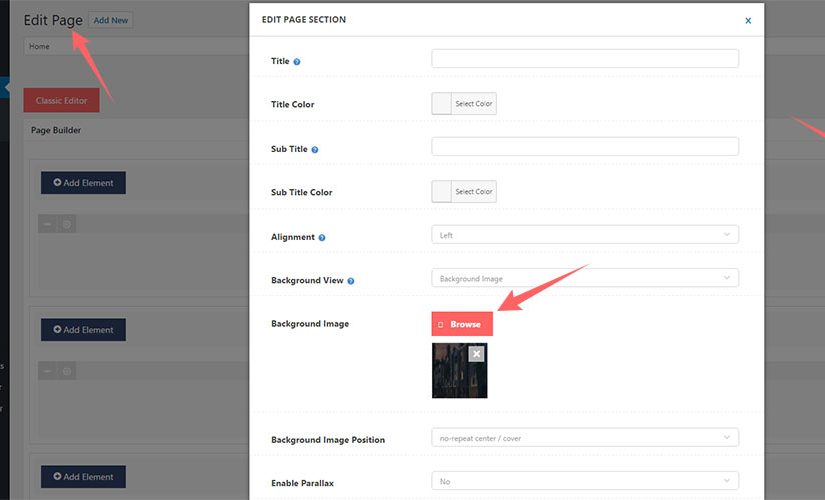 Edit Page
Add New
Home
Classic Editor
Page Builder
Add Element
Add Element
Add Element
EDIT PAGE SECTION
x
Title
Title Color
Select Color
Sub Title
Sub Title Color
Select Color
Alignment
Left
Background View
Background Image
Background Image
Browse
Background Image Position
no-repeat center / cover
Enable Parallax
No
s
r
r